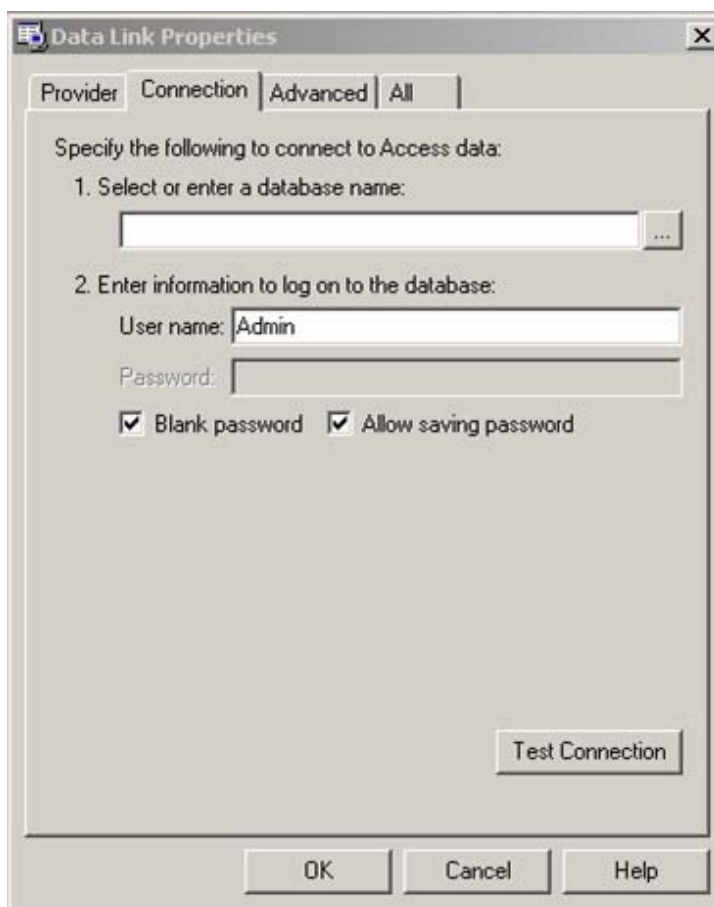 Data Link Properties
Provider Connection Advanced All
Specify the following to connect to Access data:
1. Select or enter a database name:
...
2. Enter information to log on to the database:
User name: Admin
Password:
Blank password Allow saving password
Test Connection
OK Cancel Help